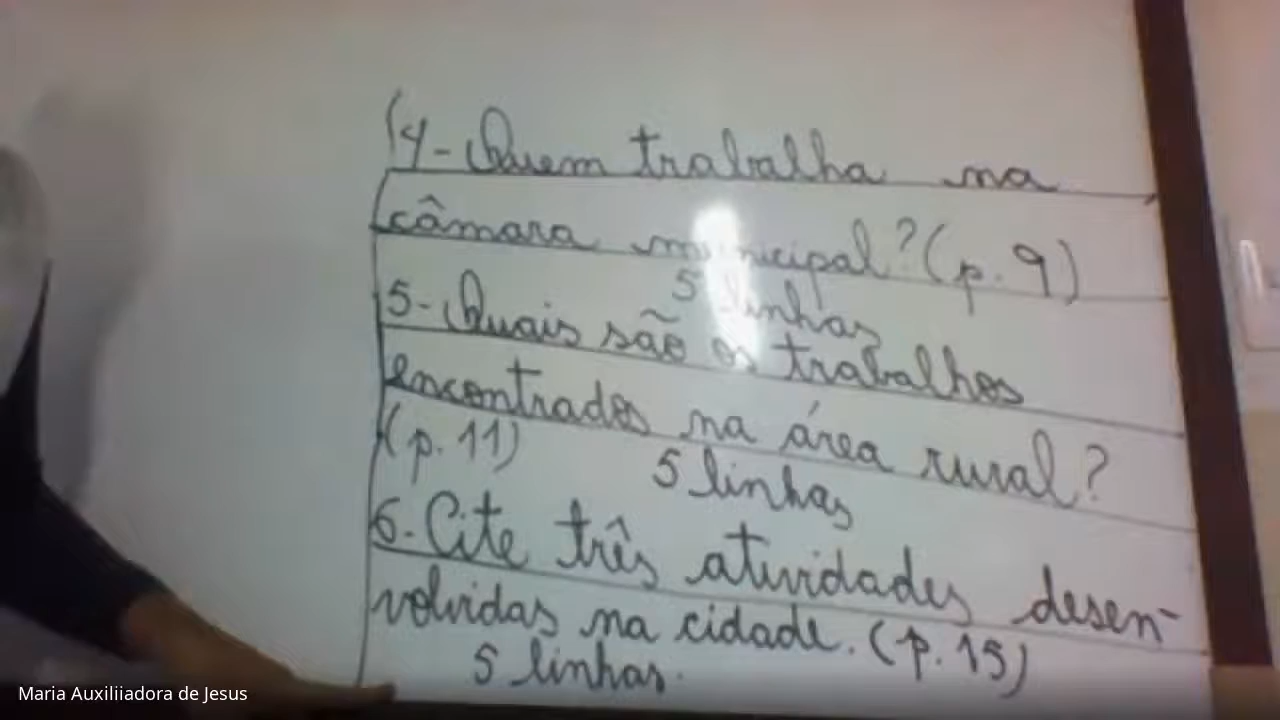 4- Quem trabalha na
câmara municipal? (p. 9)
5 linhas
5- Quais são os trabalhos
encontrados na área rural?
(p. 11) 5 linhas
6- Cite três atividades desen-
volvidas na cidade. (p. 15)
5 linhas.
Maria Auxiliiadora de Jesus